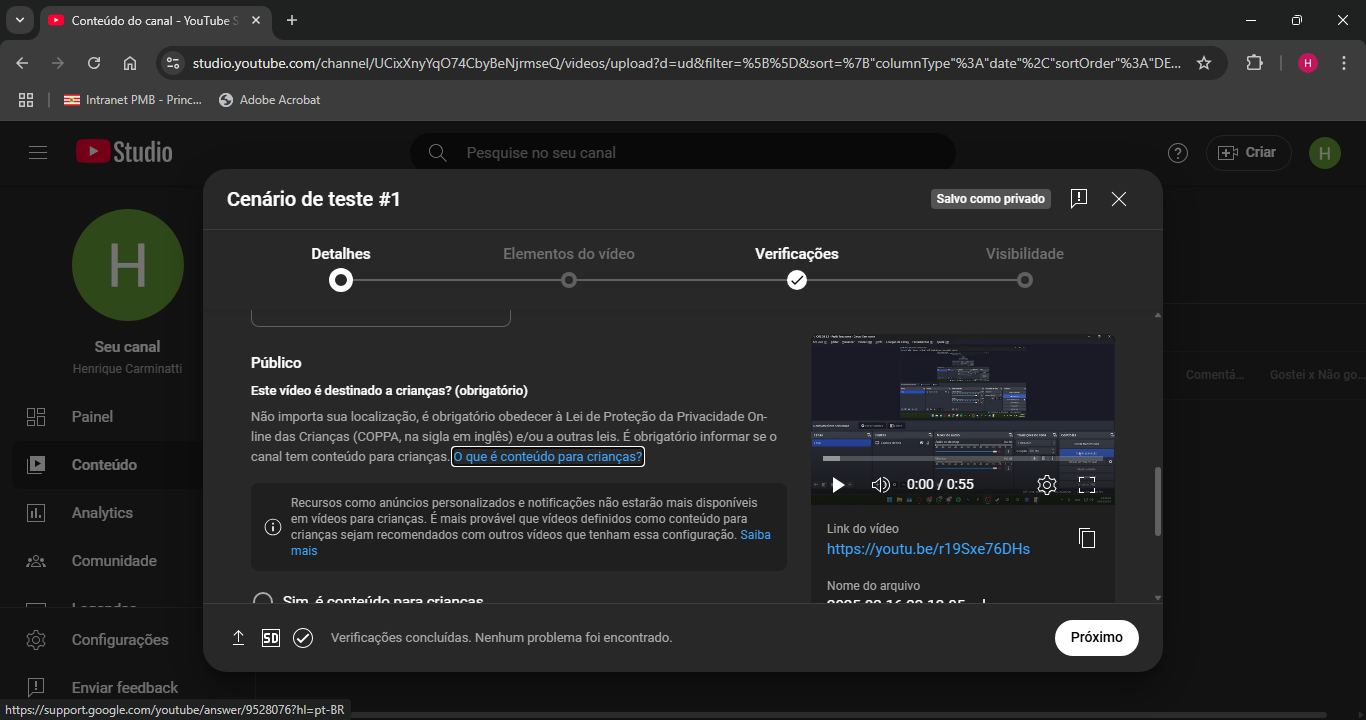 Conteúdo do canal - YouTube S
studio.youtube.com/channel/UCixXnyYqO74CbyBeNjrmseQ/videos/upload?d=ud&filter=%5B%5D&sort=%7B"columnType"%3A"date"%2C"sortOrder"%3A"DE...
H
Intranet PMB - Princ...
Adobe Acrobat
Studio
Pesquise no seu canal
Criar
H
Cenário de teste #1
Salvo como privado
Detalhes
Elementos do vídeo
Verificações
Visibilidade
H
Seu canal
Henrique Carminatti
Painel
Conteúdo
Analytics
Comunidade
Legendas
Configurações
Enviar feedback
Comentá...
Gostei x Não go...
Público
Este vídeo é destinado a crianças? (obrigatório)
Não importa sua localização, é obrigatório obedecer à Lei de Proteção da Privacidade On-
line das Crianças (COPPA, na sigla em inglês) e/ou a outras leis. É obrigatório informar se o
canal tem conteúdo para crianças. O que é conteúdo para crianças?
Recursos como anúncios personalizados e notificações não estarão mais disponíveis
em vídeos para crianças. É mais provável que vídeos definidos como conteúdo para
crianças sejam recomendados com outros vídeos que tenham essa configuração. Saiba
mais
Sim, é conteúdo para crianças
0:00 / 0:55
Link do vídeo
https://youtu.be/r19Sxe76DHs
Nome do arquivo
SD
Verificações concluídas. Nenhum problema foi encontrado.
Próximo
https://support.google.com/youtube/answer/9528076?hl=pt-BR